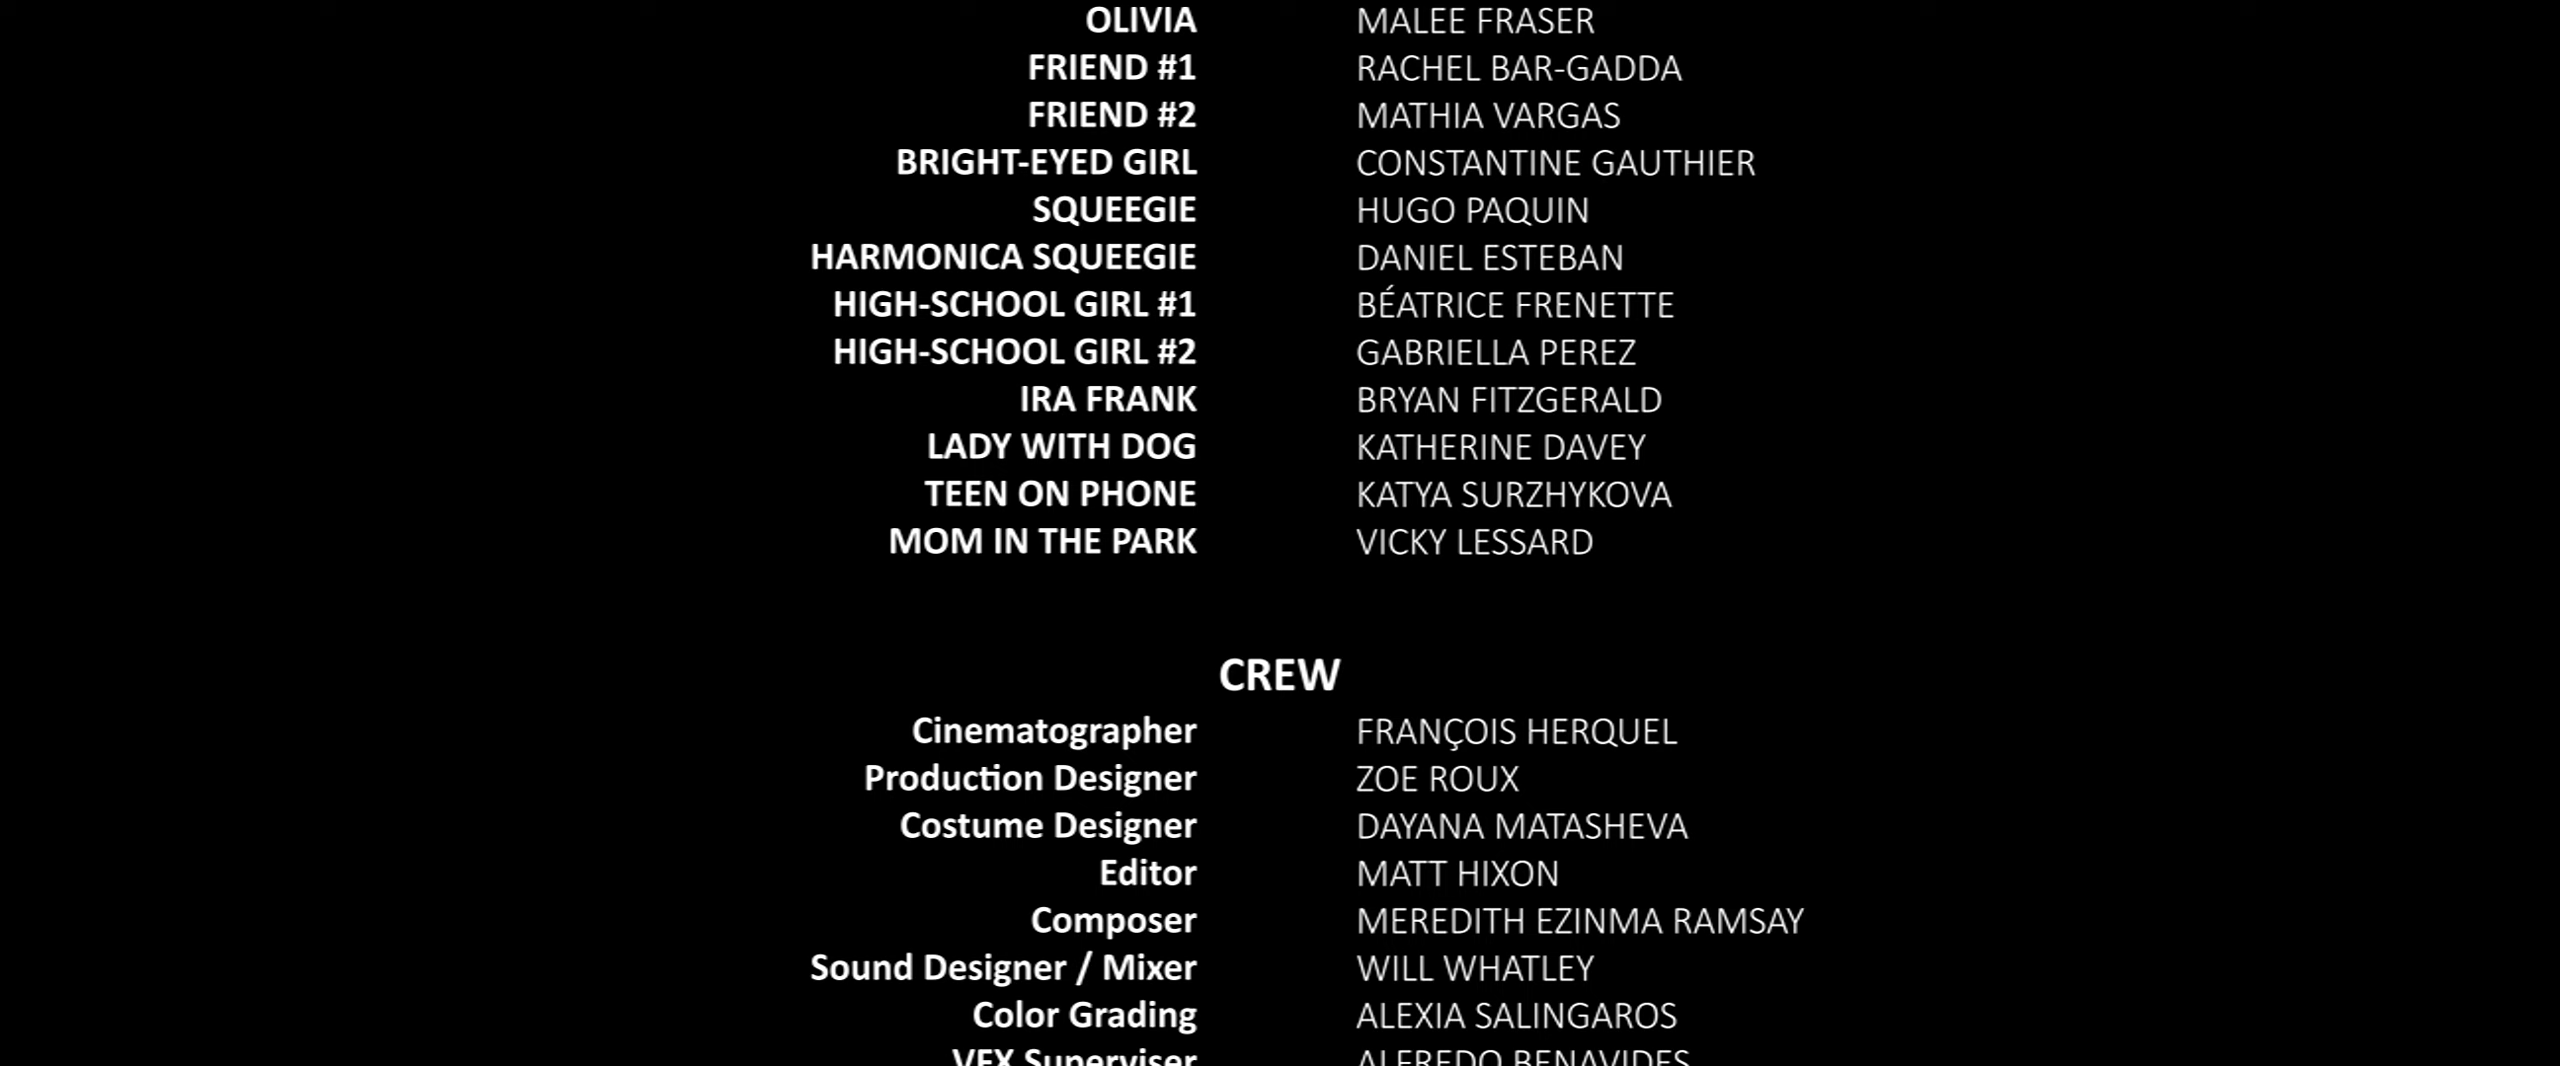 OLIVIA MALEE FRASER
FRIEND #1 RACHEL BAR-GADDA
FRIEND #2 MATHIA VARGAS
BRIGHT-EYED GIRL CONSTANTINE GAUTHIER
SQUEEGIE HUGO PAQUIN
HARMONICA SQUEEGIE DANIEL ESTEBAN
HIGH-SCHOOL GIRL #1 BÉATRICE FRENETTE
HIGH-SCHOOL GIRL #2 GABRIELLA PEREZ
IRA FRANK BRYAN FITZGERALD
LADY WITH DOG KATHERINE DAVEY
TEEN ON PHONE KATYA SURZHYKOVA
MOM IN THE PARK VICKY LESSARD
CREW
Cinematographer FRANÇOIS HERQUEL
Production Designer ZOE ROUX
Costume Designer DAYANA MATASHEVA
Editor MATT HIXON
Composer MEREDITH EZINMA RAMSAY
Sound Designer / Mixer WILL WHATLEY
Color Grading ALEXIA SALINGAROS
VFX Superviser ALFREDO BENAVIDES